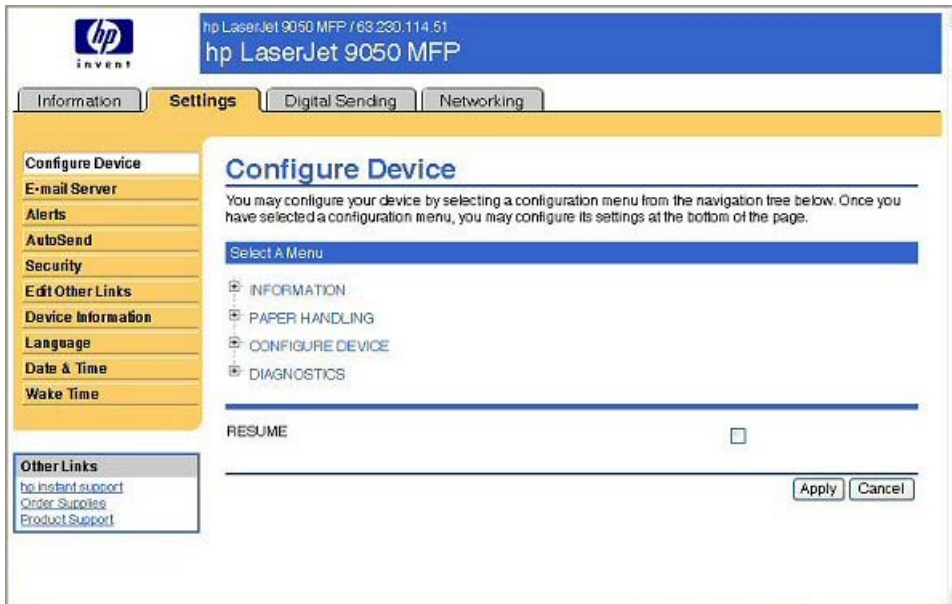 hp
invent
hp LaserJet 9050 MFP / 63.230.114.51
hp LaserJet 9050 MFP
Information
Settings
Digital Sending
Networking
Configure Device
E-mail Server
Alerts
AutoSend
Security
Edit Other Links
Device Information
Language
Date & Time
Wake Time
Other Links
hp instant support
Order Supplies
Product Support
Configure Device
You may configure your device by selecting a configuration menu from the navigation tree below. Once you
have selected a configuration menu, you may configure its settings at the bottom of the page.
Select A Menu
INFORMATION
PAPER HANDLING
CONFIGURE DEVICE
DIAGNOSTICS
RESUME
Apply
Cancel